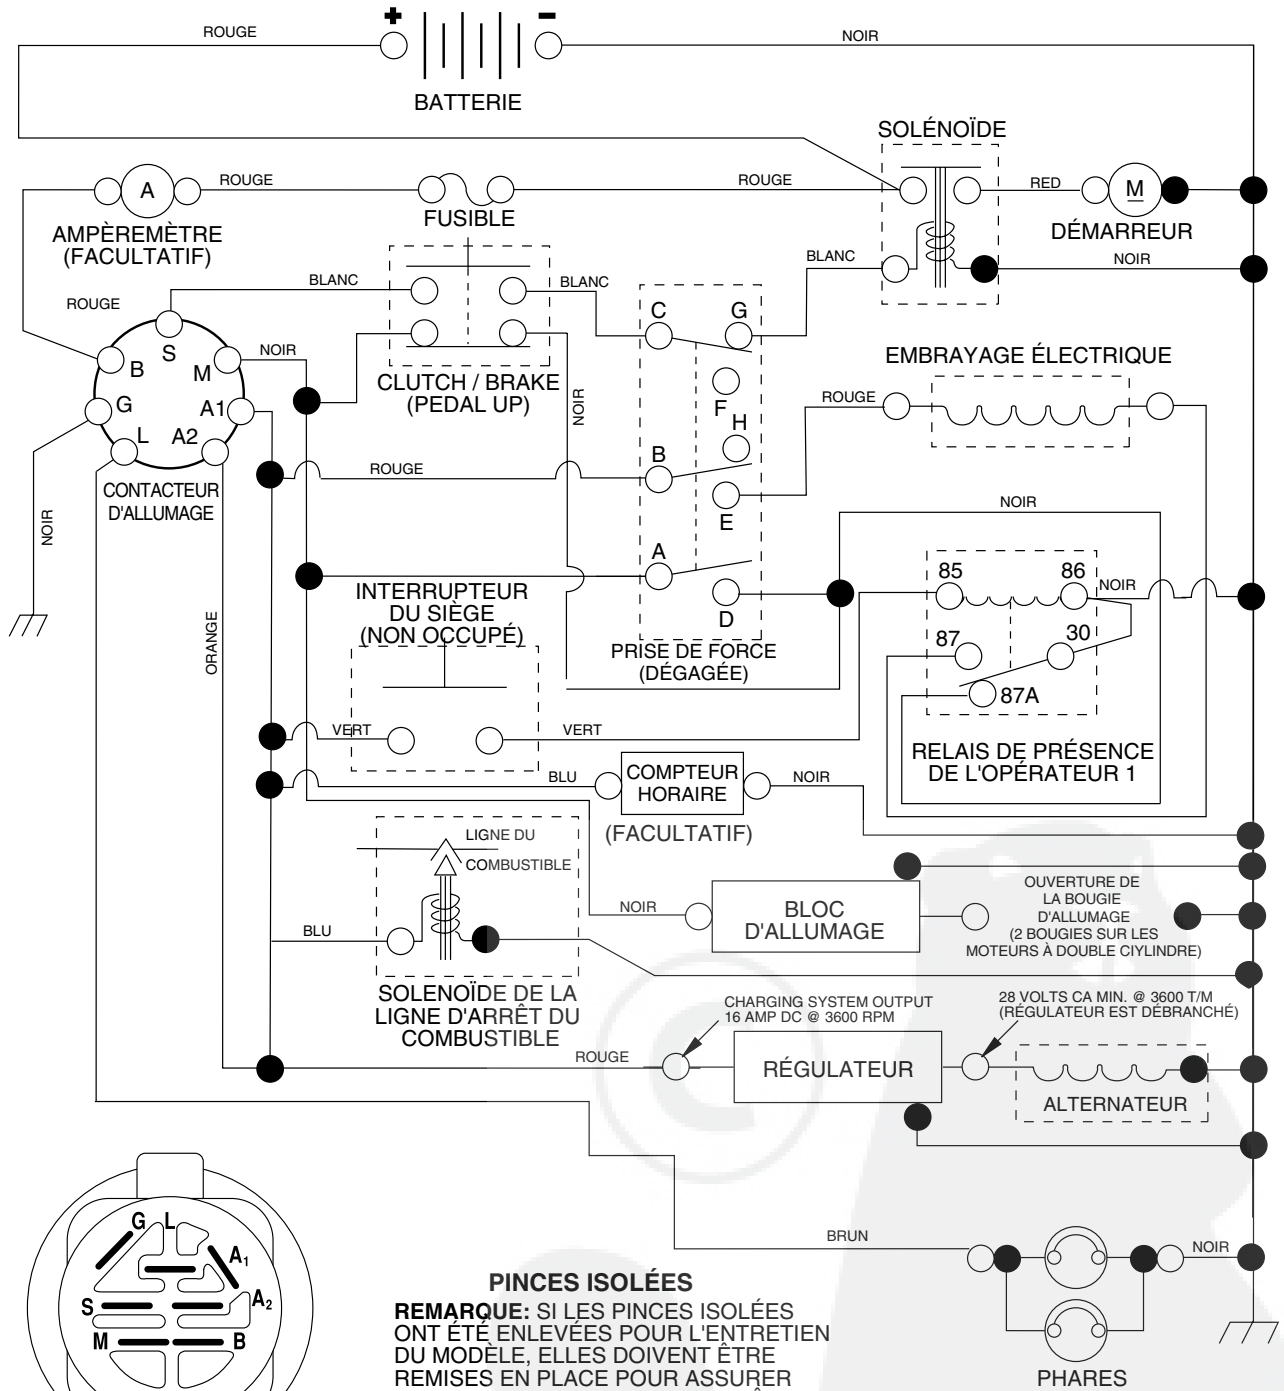 + -
ROUGE
NOIR
BATTERIE
SOLÉNOÏDE
A
ROUGE
ROUGE
RED
M
FUSIBLE
AMPÈREMÈTRE
(FACULTATIF)
DÉMARREUR
NOIR
BLANC
BLANC
BLANC
ROUGE
S
B
M
NOIR
G
A1
L
A2
CONTACTEUR
D'ALLUMAGE
CLUTCH / BRAKE
(PEDAL UP)
NOIR
C
G
F
H
B
E
A
D
EMBRAYAGE ÉLECTRIQUE
ROUGE
ROUGE
NOIR
NOIR
ORANGE
INTERRUPTEUR
DU SIÈGE
(NON OCCUPÉ)
PRISE DE FORCE
(DÉGAGÉE)
85
86
NOIR
87
30
87A
RELAIS DE PRÉSENCE
DE L'OPÉRATEUR 1
VERT
VERT
BLU
COMPTEUR
HORAIRE
NOIR
(FACULTATIF)
LIGNE DU
COMBUSTIBLE
NOIR
BLOC
D'ALLUMAGE
OUVERTURE DE
LA BOUGIE
D'ALLUMAGE
(2 BOUGIES SUR LES
MOTEURS À DOUBLE CIYLINDRE)
BLU
SOLENOÏDE DE LA
LIGNE D'ARRÊT DU
COMBUSTIBLE
CHARGING SYSTEM OUTPUT
16 AMP DC @ 3600 RPM
28 VOLTS CA MIN. @ 3600 T/M
(RÉGULATEUR EST DÉBRANCHÉ)
ROUGE
RÉGULATEUR
ALTERNATEUR
G
L
A1
A2
S
M
B
BRUN
NOIR
PHARES
PINCES ISOLÉES
REMARQUE: SI LES PINCES ISOLÉES
ONT ÉTÉ ENLEVÉES POUR L'ENTRETIEN
DU MODÈLE, ELLES DOIVENT ÊTRE
REMISES EN PLACE POUR ASSURER
©